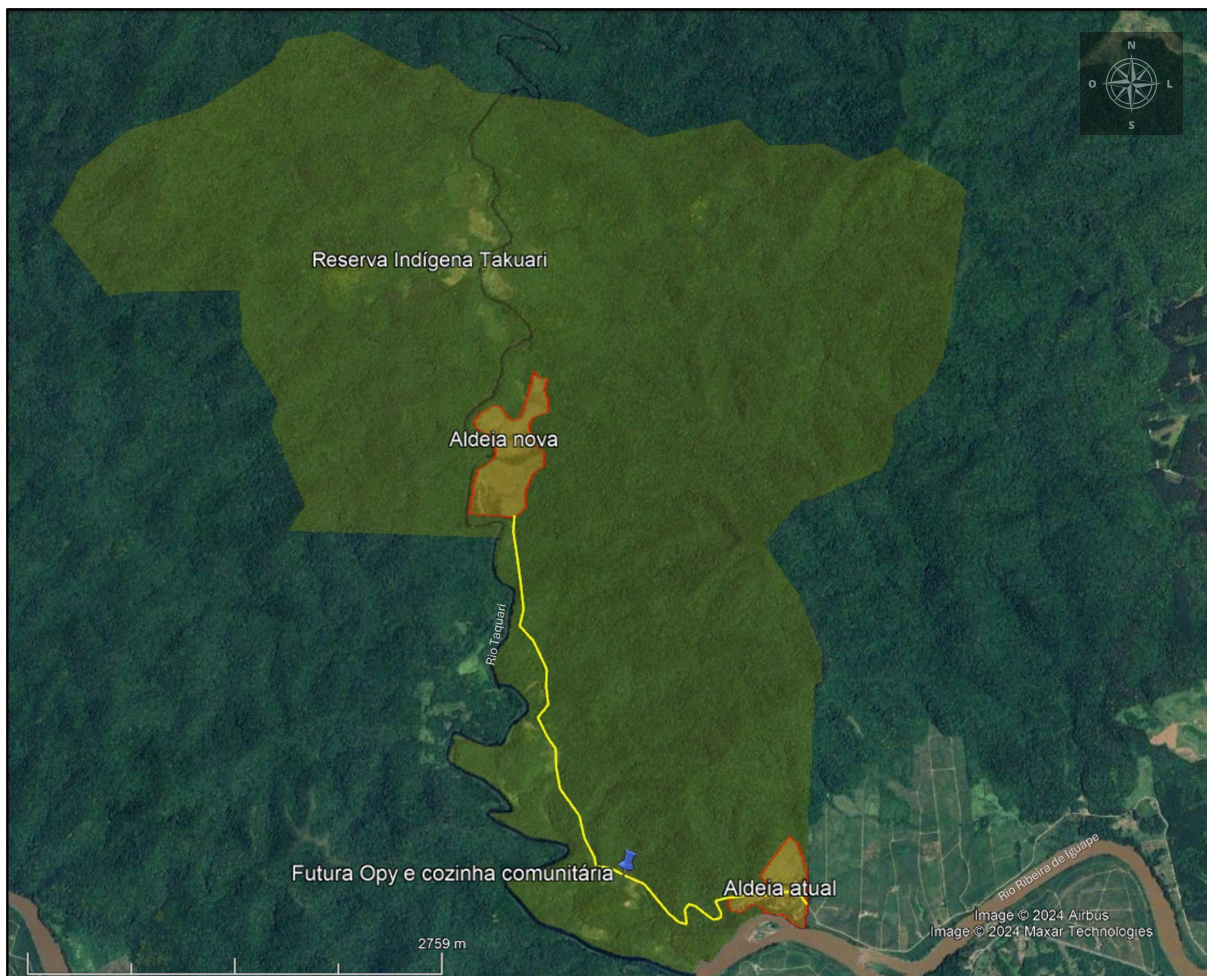 N
O L
S
Reserva Indígena Takuari
Aldeia nova
Rio Taquari
Futura Opy e cozinha comunitária
Aldeia atual
Rio Ribeira de Iguape
Image © 2024 Airbus
Image © 2024 Maxar Technologies
2759 m